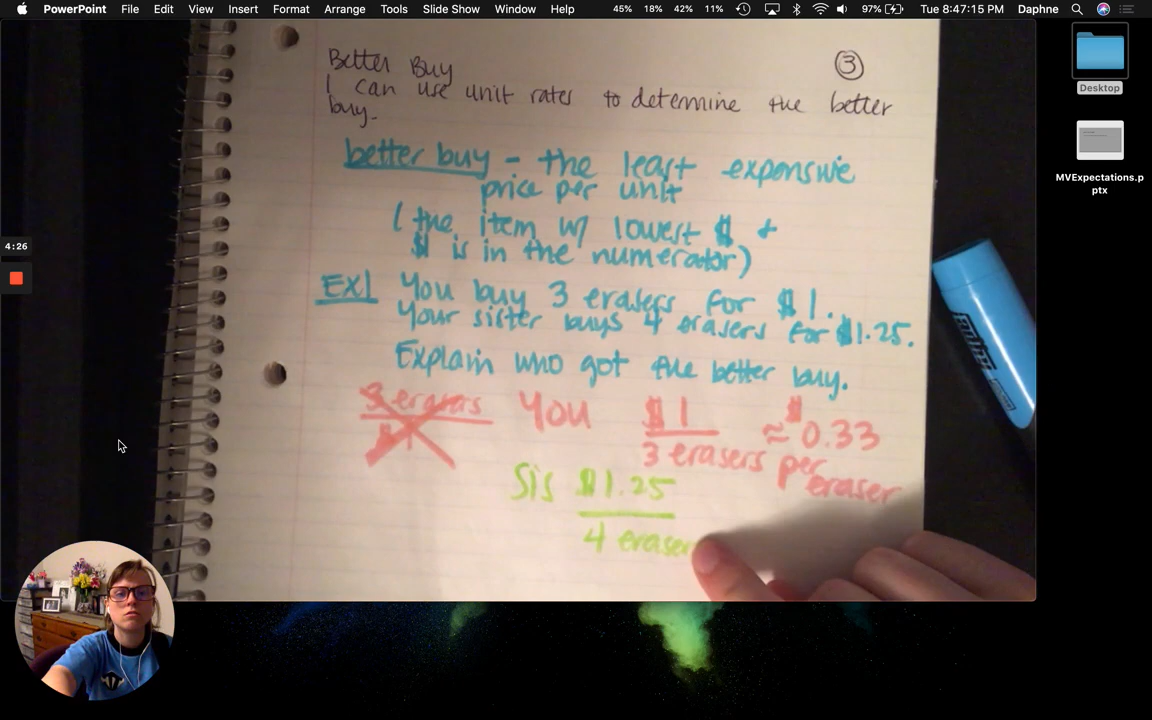 PowerPoint File Edit View Insert Format Arrange Tools Slide Show Window Help 45% 18% 42% 11% 97% Tue 8:47:15 PM Daphne
Desktop
MVExpectations.p
ptx
4:26
③
Better Buy
I can use unit rates to determine the better
buy.
better buy - the least expensive
price per unit
(the item w/ lowest $ +
$ is in the numerator)
EX1 You buy 3 erasers for $1.
Your sister buys 4 erasers for $1.25.
Explain who got the better buy.
3 erasers
$1
You $1
3 erasers
≈ $0.33
per
eraser
Sis $1.25
4 eraser